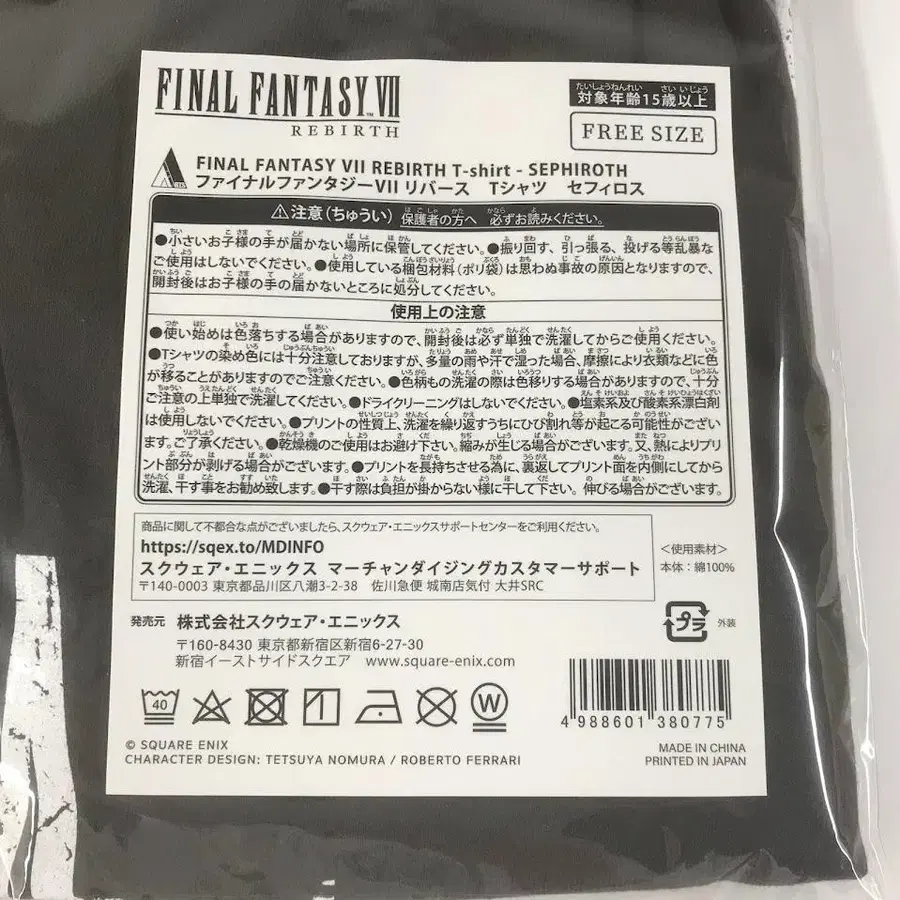 FINAL FANTASY VII
REBIRTH
対象年齢15歳以上
FREE SIZE
FINAL FANTASY VII REBIRTH T-shirt - SEPHIROTH
ファイナルファンタジーVII リバース Tシャツ セフィロス
⚠注意(ちゅうい) 保護者の方へ 必ずお読みください。
●小さいお子様の手が届かない場所に保管してください。●振り回す、引っ張る、投げる等乱暴な
ご使用はしないでください。●使用している梱包材料(ポリ袋)は思わぬ事故の原因となりますので、
開封後はお子様の手の届かないところに処分してください。
使用上の注意
●使い始めは色落ちする場合がありますので、開封後は必ず単独で洗濯してからご使用ください。
●Tシャツの染め色には十分注意しておりますが、多量の雨や汗で湿った場合、摩擦により衣類などに色
が移ることがありますのでご注意ください。●色柄もの洗濯の際は色移りする場合がありますので、十分
ご注意の上単独で洗濯してください。●ドライクリーニングはしないでください。●塩素系及び酸素系漂白剤
は使用しないでください。●プリントの性質上、洗濯を繰り返すうちにひび割れ等が起こる可能性がござい
ます。ご了承ください。●乾燥機のご使用はお避け下さい。縮みが生じる場合がございます。又、熱によりプリ
ント部分が剥げる場合がございます。●プリントを長持ちさせる為に、裏返してプリント面を内側にしてから
洗濯、干す事をお勧め致します。●干す際は負担が掛からない様に干して下さい。伸びる場合がございます。
商品に関して不都合な点がございましたら、スクウェア・エニックスサポートセンターをご利用ください。
https://sqex.to/MDINFO
スクウェア・エニックス マーチャンダイジングカスタマーサポート
〒140-0003 東京都品川区八潮3-2-38 佐川急便 城南店気付 大井SRC
<使用素材>
本体:綿100%
発売元 株式会社スクウェア・エニックス
〒160-8430 東京都新宿区新宿6-27-30
新宿イーストサイドスクエア www.square-enix.com
プラ 外装
40
W
4 988601 380775
© SQUARE ENIX
CHARACTER DESIGN: TETSUYA NOMURA / ROBERTO FERRARI
MADE IN CHINA
PRINTED IN JAPAN